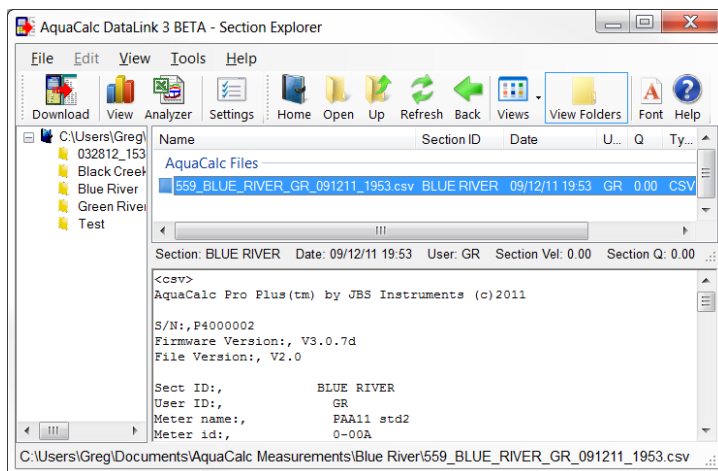 AquaCalc DataLink 3 BETA - Section Explorer
File Edit View Tools Help
Download View Analyzer Settings Home Open Up Refresh Back Views View Folders Font Help
C:\Users\Greg\
032812_153
Black Creek
Blue River
Green River
Test
Name Section ID Date U... Q Ty...
AquaCalc Files
559_BLUE_RIVER_GR_091211_1953.csv BLUE RIVER 09/12/11 19:53 GR 0.00 CSV
Section: BLUE RIVER Date: 09/12/11 19:53 User: GR Section Vel: 0.00 Section Q: 0.00
<csv>
AquaCalc Pro Plus(tm) by JBS Instruments (c)2011
S/N:,P4000002
Firmware Version:, V3.0.7d
File Version:, V2.0
Sect ID:, BLUE RIVER
User ID:, GR
Meter name:, PAA11 std2
Meter id:, 0-00A
C:\Users\Greg\Documents\AquaCalc Measurements\Blue River\559_BLUE_RIVER_GR_091211_1953.csv